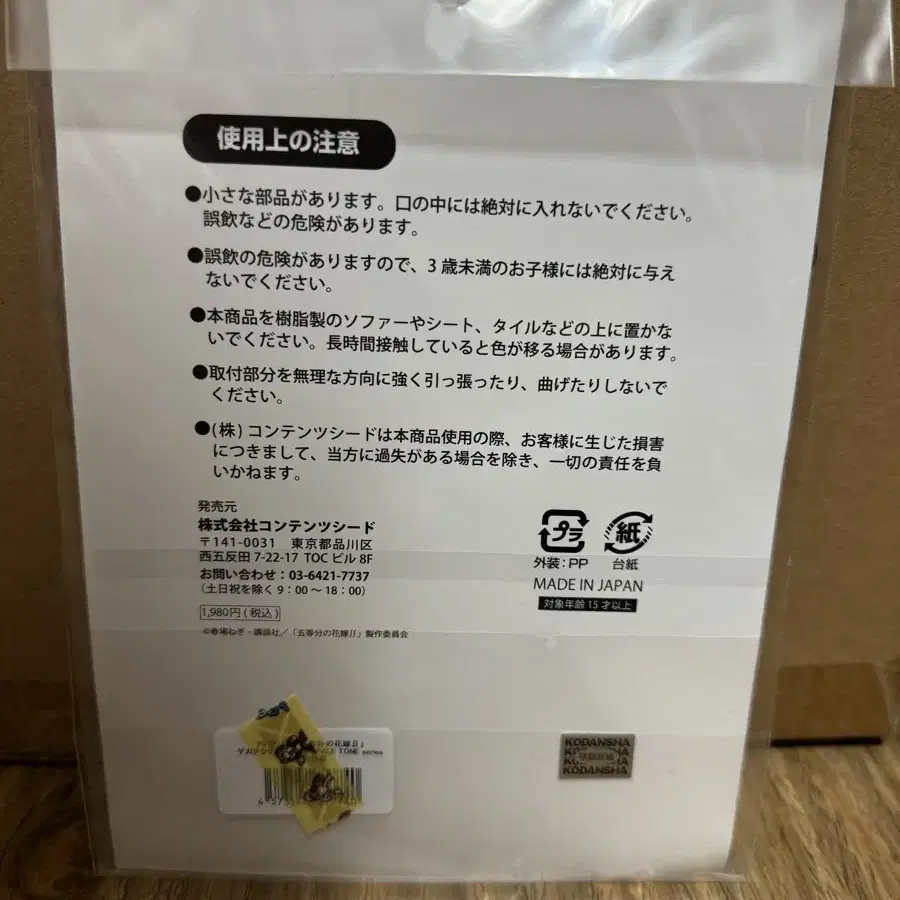 使用上の注意
●小さな部品があります。口の中には絶対に入れないでください。
誤飲などの危険があります。
●誤飲の危険がありますので、3歳未満のお子様には絶対に与え
ないでください。
●本商品を樹脂製のソファーやシート、タイルなどの上に置かな
いでください。長時間接触していると色が移る場合があります。
●取付部分を無理な方向に強く引っ張ったり、曲げたりしないで
ください。
●(株)コンテンツシードは本商品使用の際、お客様に生じた損害
につきまして、当方に過失がある場合を除き、一切の責任を負
いかねます。
発売元
株式会社コンテンツシード
〒141-0031 東京都品川区
西五反田 7-22-17 TOC ビル 8F
お問い合わせ：03-6421-7737
(土日祝を除く 9：00 〜 18：00)
1,980円(税込)
©春場ねぎ・講談社／「五等分の花嫁∬」製作委員会
プラ
紙
外装：PP
台紙
MADE IN JAPAN
対象年齢 15 才以上
の花嫁∬」
TONE series
KODANSHA
KODANSHA